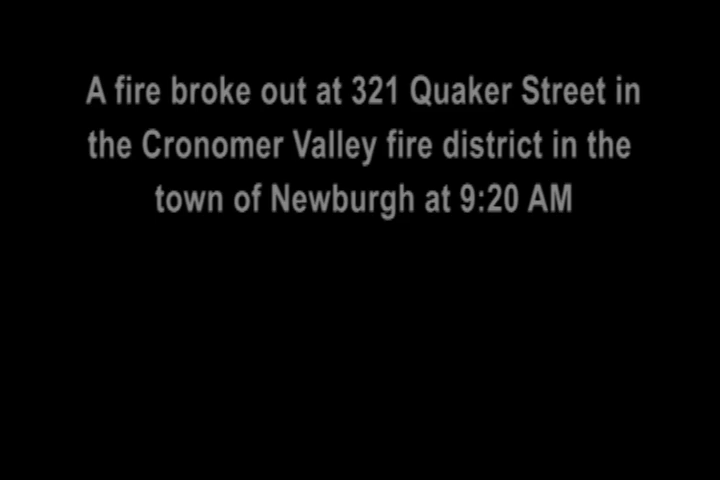 A fire broke out at 321 Quaker Street in
the Cronomer Valley fire district in the
town of Newburgh at 9:20 AM